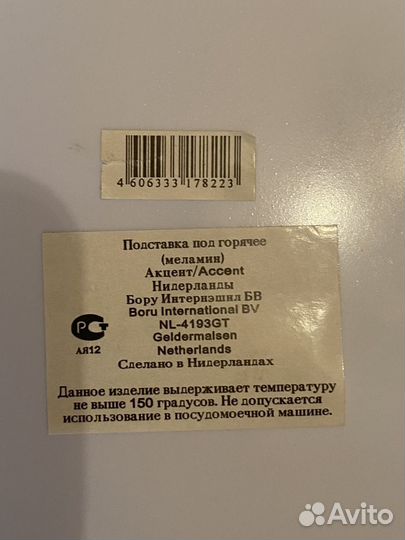 4 606333 178223
Подставка под горячее
(меламин)
Акцент/Accent
Нидерланды
Бору Интернэшнл БВ
Boru International BV
NL-4193GT
Geldermalsen
Netherlands
Сделано в Нидерландах
РСТ
АЯ12
Данное изделие выдерживает температуру
не выше 150 градусов. Не допускается
использование в посудомоечной машине.
Avito